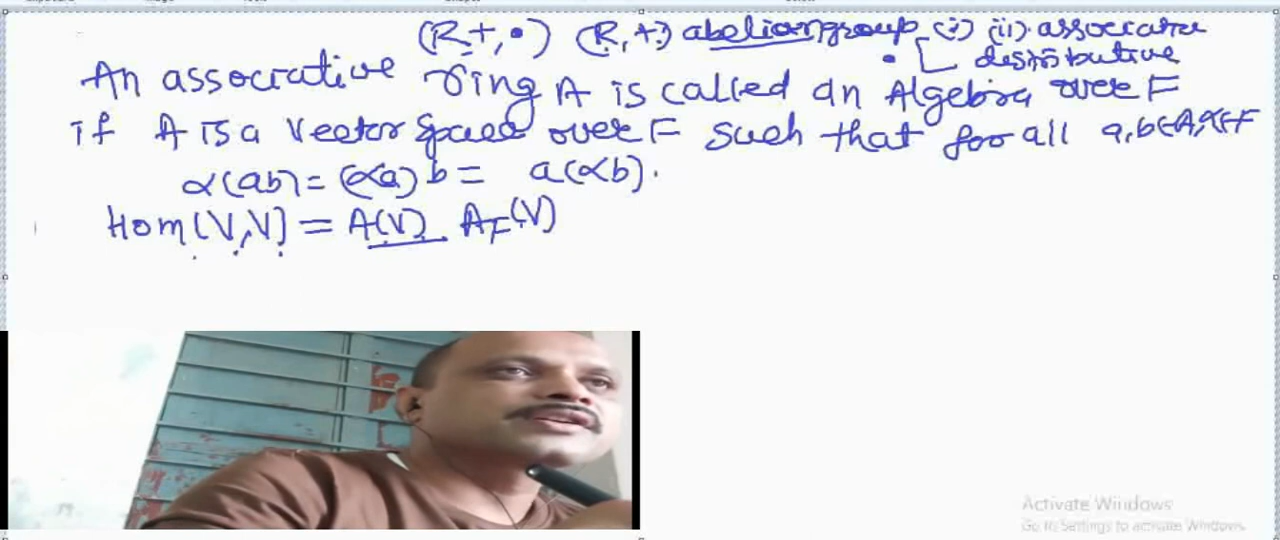 (R+,•) (R,+) abelian group (i) (ii) associative
• distributive
An associative ring A is called an Algebra over F
if A is a vector space over F such that for all a,b∈A,α∈F
α(ab)=(αa)b= a(αb).
Hom(V,V)=A(V) A_F(V)
Activate Windows
Go to Settings to activate Windows.